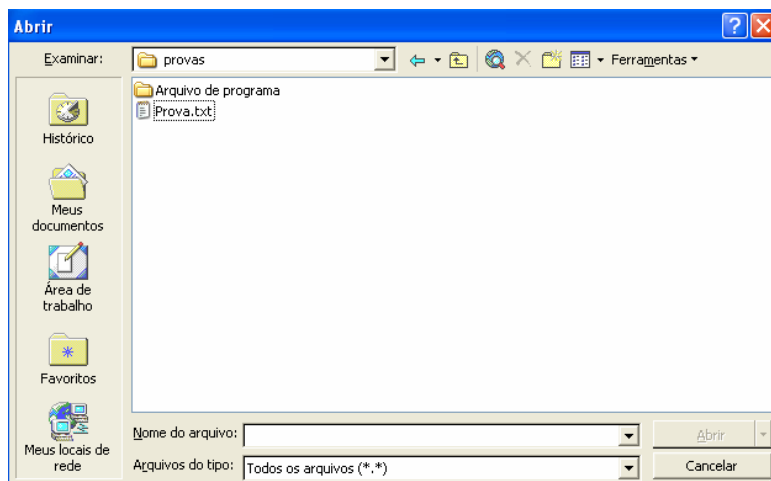 Abrir
Examinar:
provas
Ferramentas
Arquivo de programa
Prova.txt
Histórico
Meus
documentos
Área de
trabalho
Favoritos
Meus locais de
rede
Nome do arquivo:
Abrir
Arquivos do tipo:
Todos os arquivos (*.*)
Cancelar